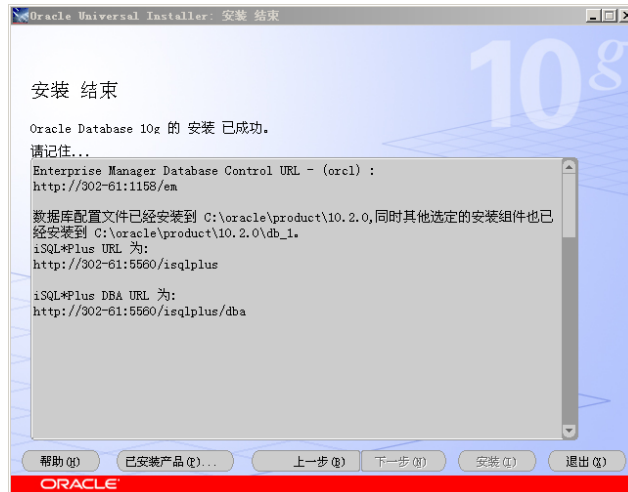 Oracle Universal Installer: 安装 结束
10g
安装 结束
Oracle Database 10g 的 安装 已成功。
请记住...
Enterprise Manager Database Control URL - (orcl) :
http://302-61:1158/em
数据库配置文件已经安装到 C:\oracle\product\10.2.0,同时其他选定的安装组件也已
经安装到 C:\oracle\product\10.2.0\db_1。
iSQL*Plus URL 为:
http://302-61:5560/isqlplus
iSQL*Plus DBA URL 为:
http://302-61:5560/isqlplus/dba
帮助(H) 已安装产品(P)... 上一步(B) 下一步(N) 安装(I) 退出(X)
ORACLE